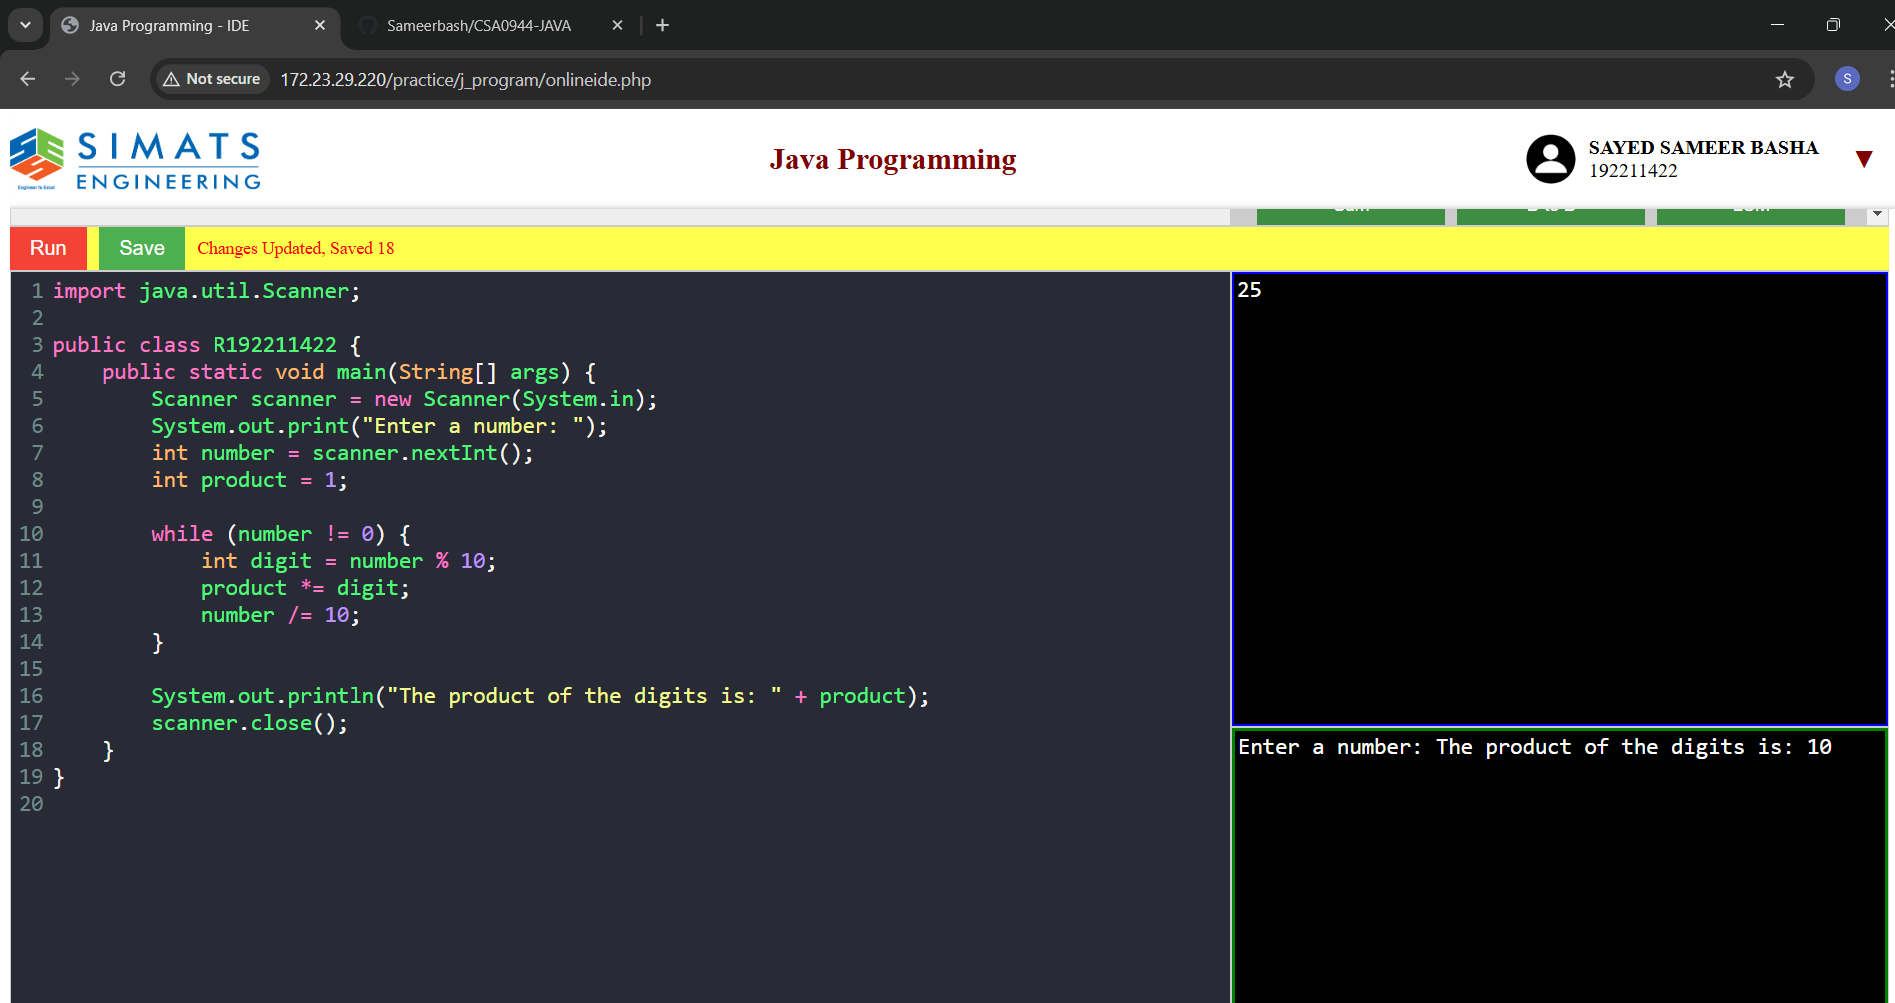 Java Programming - IDE
Sameerbash/CSA0944-JAVA
Not secure
172.23.29.220/practice/j_program/onlineide.php
S
SIMATS
ENGINEERING
Engineer to Excel
Java Programming
SAYED SAMEER BASHA
192211422
Run
Save
Changes Updated, Saved 18
1 import java.util.Scanner;
2
3 public class R192211422 {
4     public static void main(String[] args) {
5         Scanner scanner = new Scanner(System.in);
6         System.out.print("Enter a number: ");
7         int number = scanner.nextInt();
8         int product = 1;
9
10         while (number != 0) {
11             int digit = number % 10;
12             product *= digit;
13             number /= 10;
14         }
15
16         System.out.println("The product of the digits is: " + product);
17         scanner.close();
18     }
19 }
20
25
Enter a number: The product of the digits is: 10